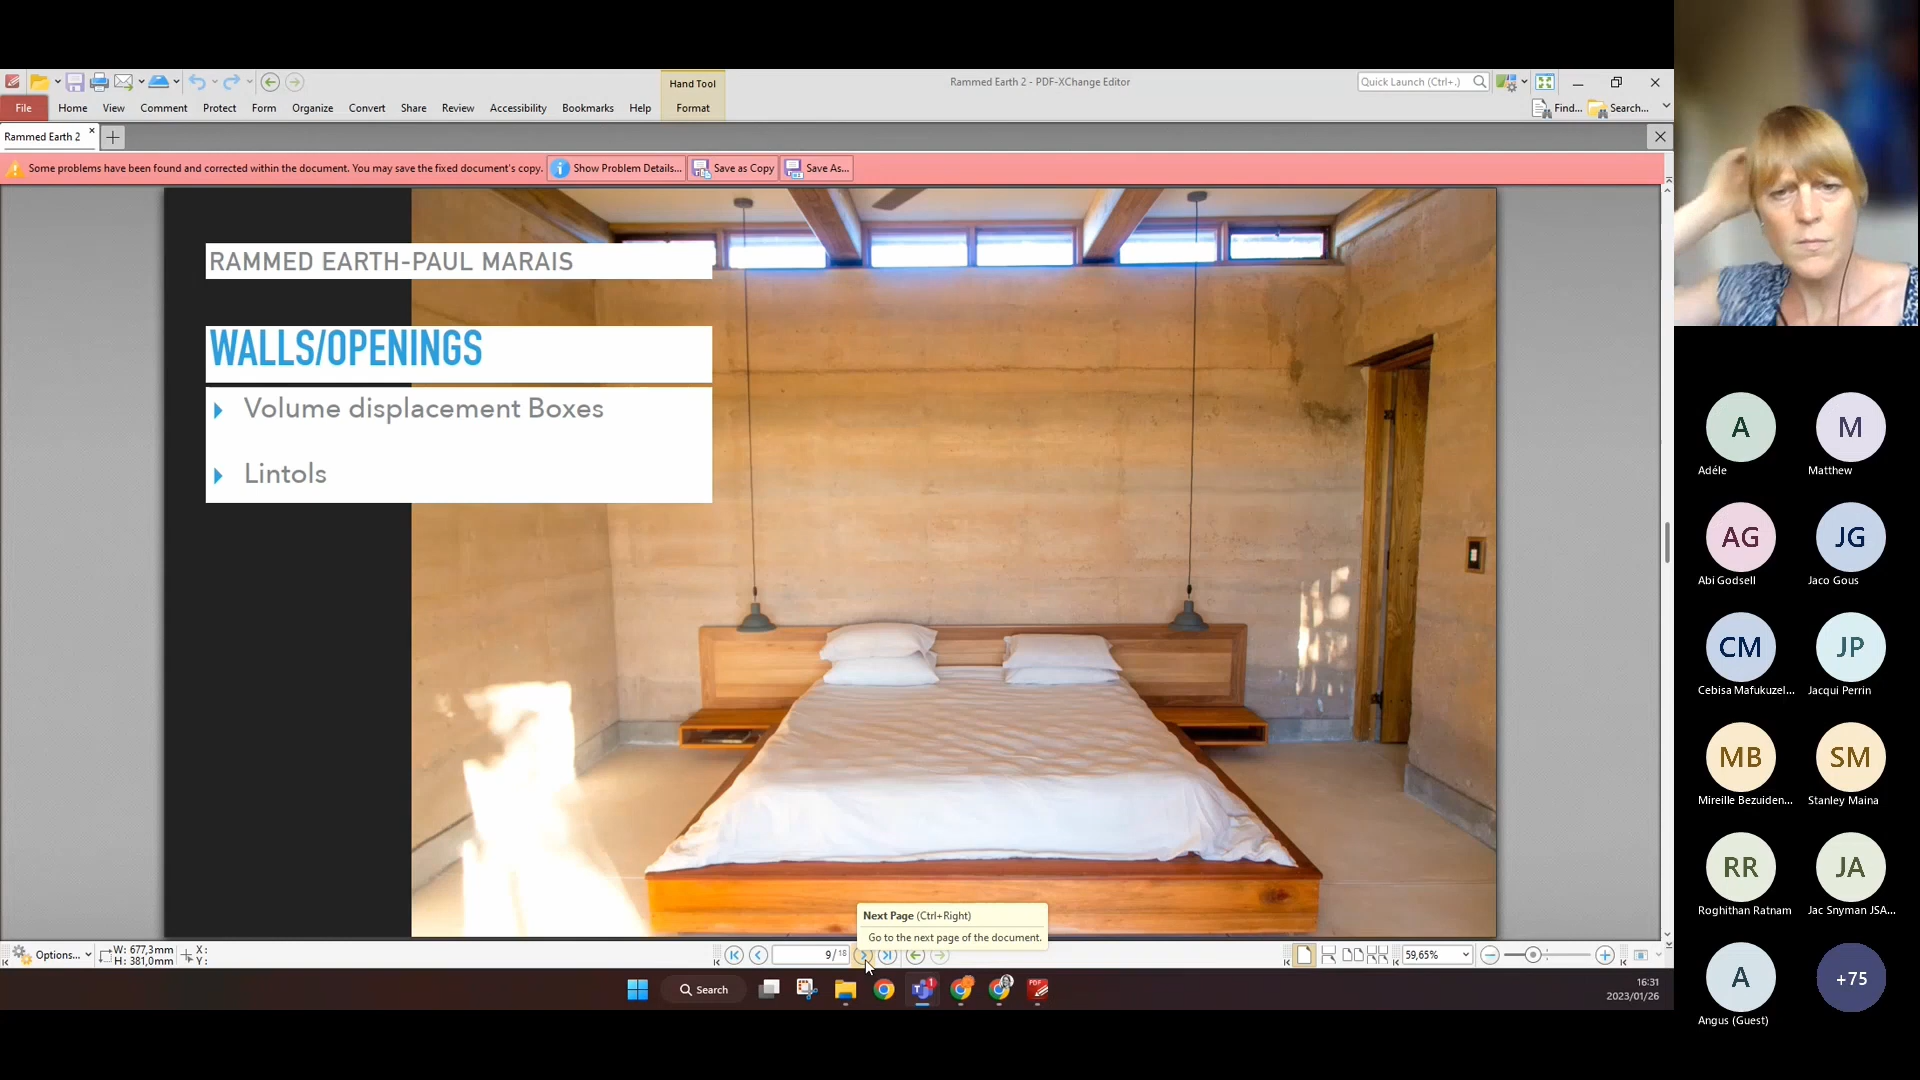 Hand Tool
Rammed Earth 2 - PDF-XChange Editor
Quick Launch (Ctrl+.)
File
Home
View
Comment
Protect
Form
Organize
Convert
Share
Review
Accessibility
Bookmarks
Help
Format
Find...
Search...
Rammed Earth 2
Some problems have been found and corrected within the document. You may save the fixed document's copy.
Show Problem Details...
Save as Copy
Save As...
RAMMED EARTH-PAUL MARAIS
WALLS/OPENINGS
Volume displacement Boxes
Lintols
Next Page (Ctrl+Right)
Go to the next page of the document.
Options...
W: 677,3mm
H: 381,0mm
X:
Y:
9/18
59,65%
Search
16:31
2023/01/26
A
Adéle
M
Matthew
AG
Abi Godsell
JG
Jaco Gous
CM
Cebisa Mafukuzel...
JP
Jacqui Perrin
MB
Mireille Bezuiden...
SM
Stanley Maina
RR
Roghithan Ratnam
JA
Jac Snyman JSA...
A
Angus (Guest)
+75